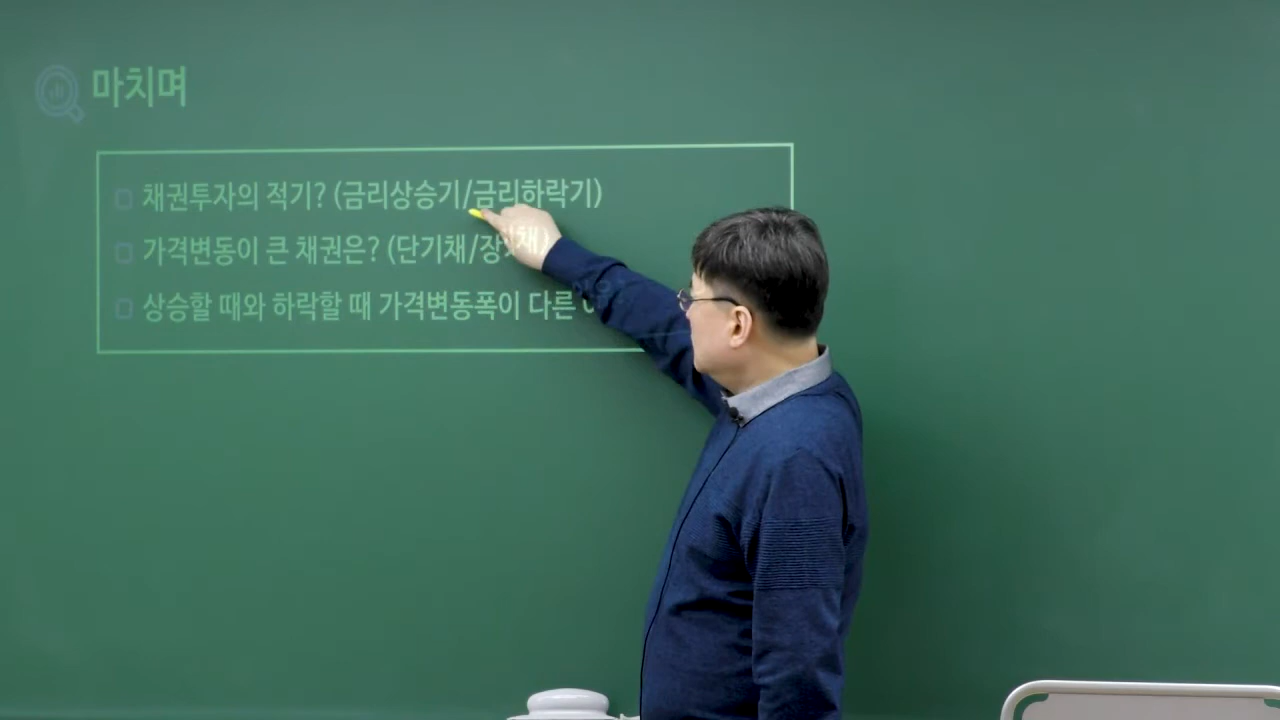 마치며
채권투자의 적기? (금리상승기/금리하락기)
가격변동이 큰 채권은? (단기채/장
상승할 때와 하락할 때 가격변동폭이 다른